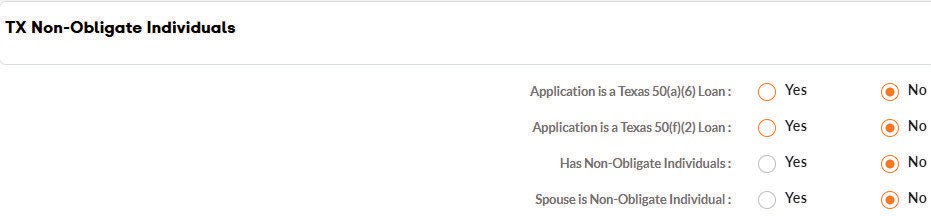 TX Non-Obligate Individuals
Application is a Texas 50(a)(6) Loan : Yes No
Application is a Texas 50(f)(2) Loan : Yes No
Has Non-Obligate Individuals : Yes No
Spouse is Non-Obligate Individual : Yes No